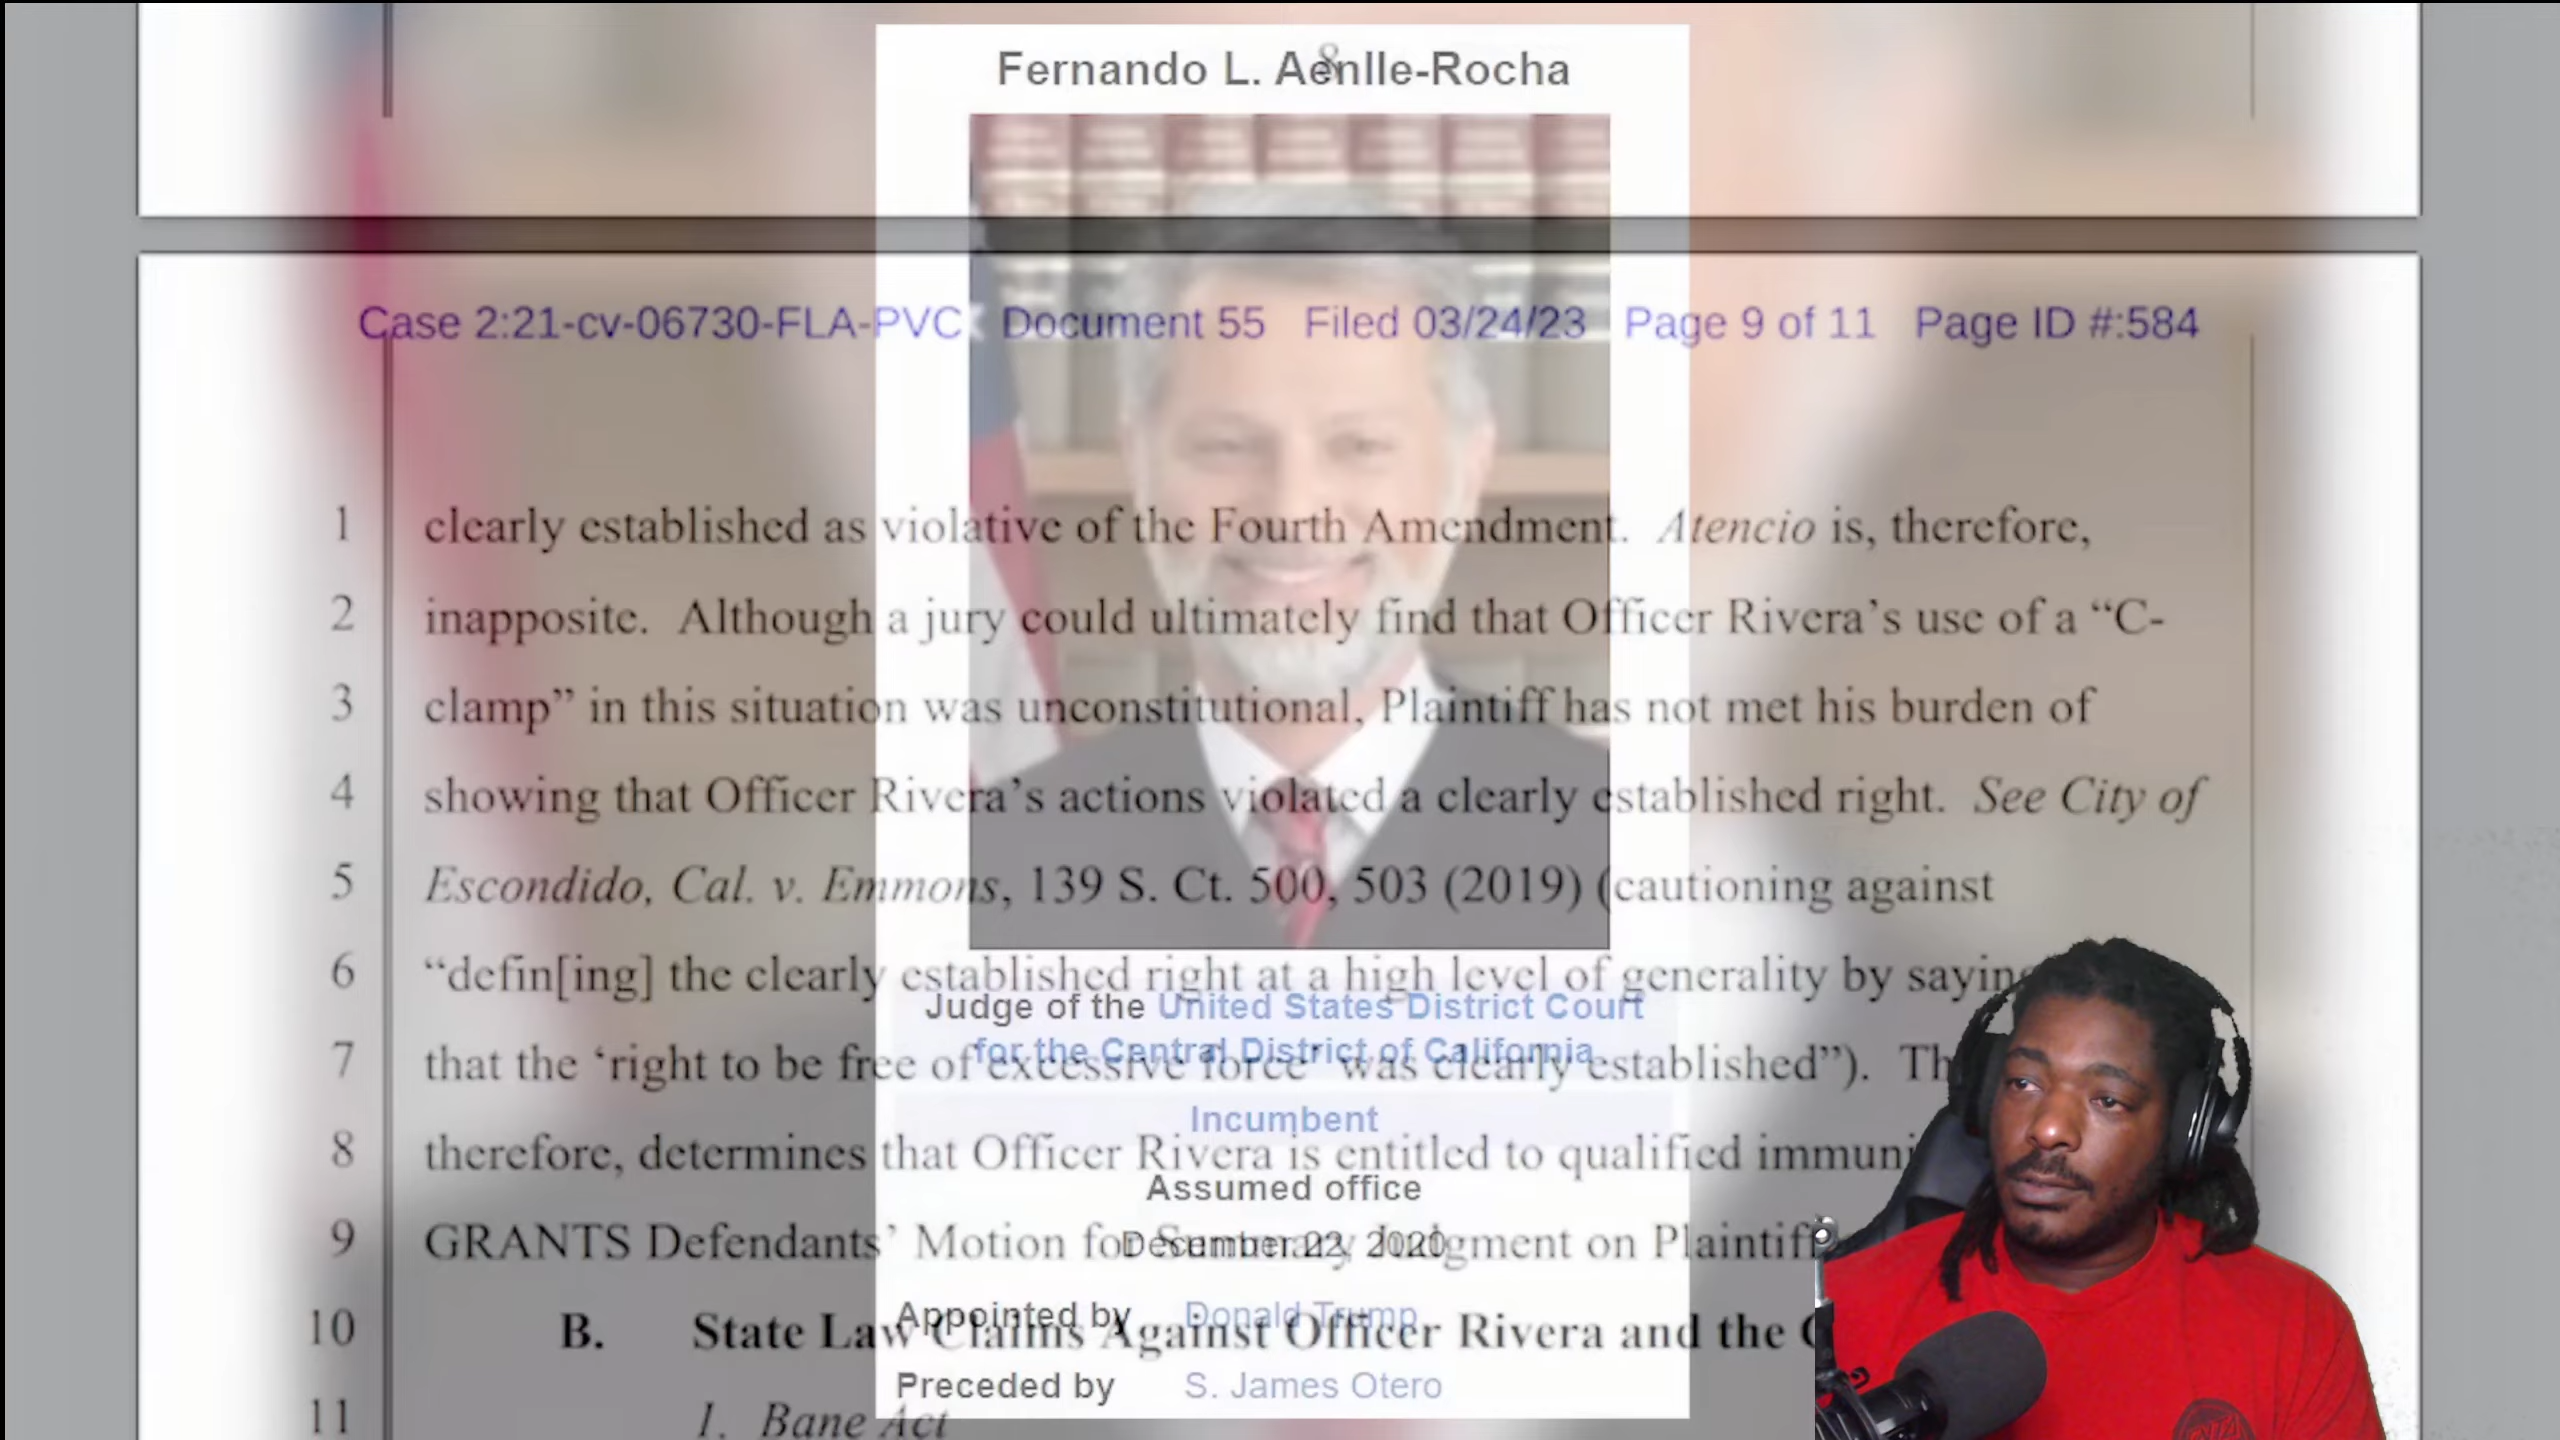 8
Fernando L. Aenlle-Rocha
Case 2:21-cv-06730-FLA-PVC Document 55 Filed 03/24/23 Page 9 of 11 Page ID #:584
1 clearly established as violative of the Fourth Amendment. Atencio is, therefore,
2 inapposite. Although a jury could ultimately find that Officer Rivera’s use of a “C-
3 clamp” in this situation was unconstitutional, Plaintiff has not met his burden of
4 showing that Officer Rivera’s actions violated a clearly established right. See City of
5 Escondido, Cal. v. Emmons, 139 S. Ct. 500, 503 (2019) (cautioning against
6 “defin[ing] the clearly established right at a high level of generality by saying
Judge of the United States District Court
for the Central District of California
7 that the ‘right to be free of excessive force’ was clearly established”).
Incumbent
8 therefore, determines that Officer Rivera is entitled to qualified
Assumed office
December 22, 2020
9 GRANTS Defendants’ Motion for Summary Judgment on
Appointed by Donald Trump
10 B. State Law Claims Against Officer Rivera and the
Preceded by S. James Otero
11 1. Bane Act